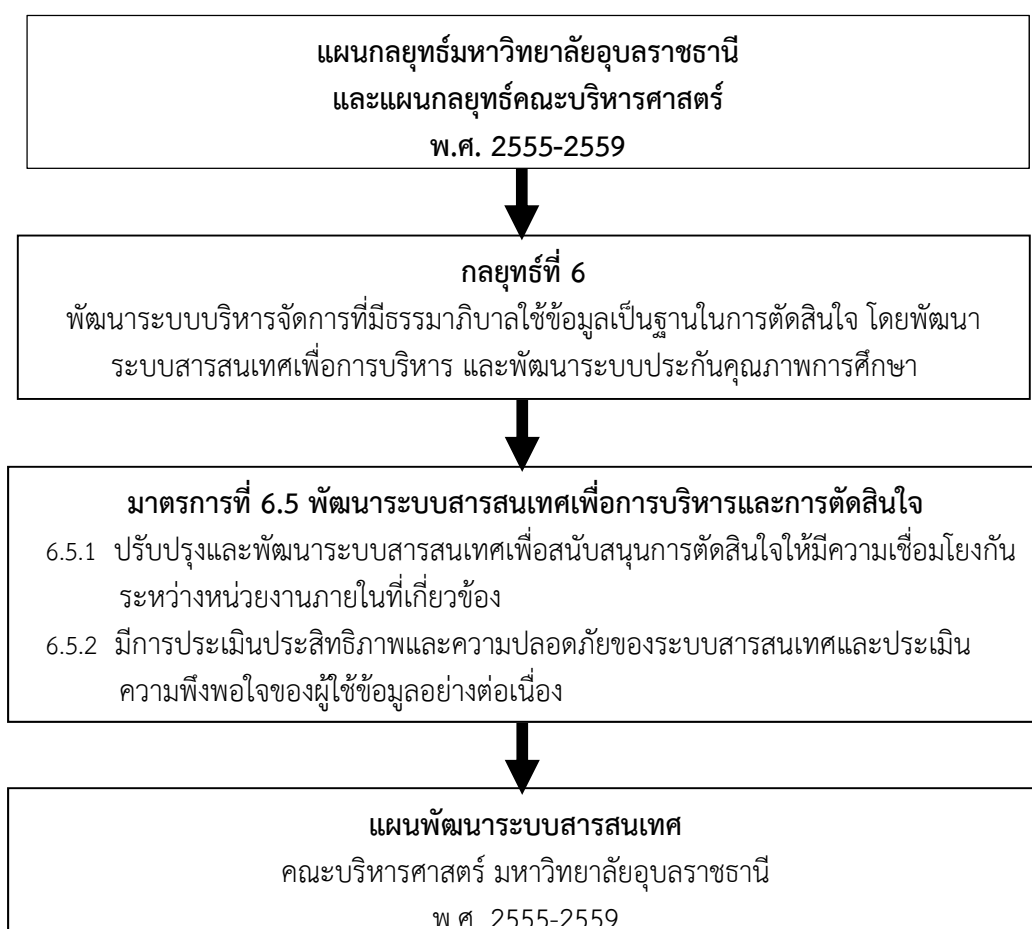 แผนกลยุทธ์มหาวิทยาลัยอุบลราชธานี
และแผนกลยุทธ์คณะบริหารศาสตร์
พ.ศ. 2555-2559
กลยุทธ์ที่ 6
พัฒนาระบบบริหารจัดการที่มีธรรมาภิบาลใช้ข้อมูลเป็นฐานในการตัดสินใจ โดยพัฒนา
ระบบสารสนเทศเพื่อการบริหาร และพัฒนาระบบประกันคุณภาพการศึกษา
มาตรการที่ 6.5 พัฒนาระบบสารสนเทศเพื่อการบริหารและการตัดสินใจ
6.5.1 ปรับปรุงและพัฒนาระบบสารสนเทศเพื่อสนับสนุนการตัดสินใจให้มีความเชื่อมโยงกัน
ระหว่างหน่วยงานภายในที่เกี่ยวข้อง
6.5.2 มีการประเมินประสิทธิภาพและความปลอดภัยของระบบสารสนเทศและประเมิน
ความพึงพอใจของผู้ใช้ข้อมูลอย่างต่อเนื่อง
แผนพัฒนาระบบสารสนเทศ
คณะบริหารศาสตร์ มหาวิทยาลัยอุบลราชธานี
พ.ศ. 2555-2559